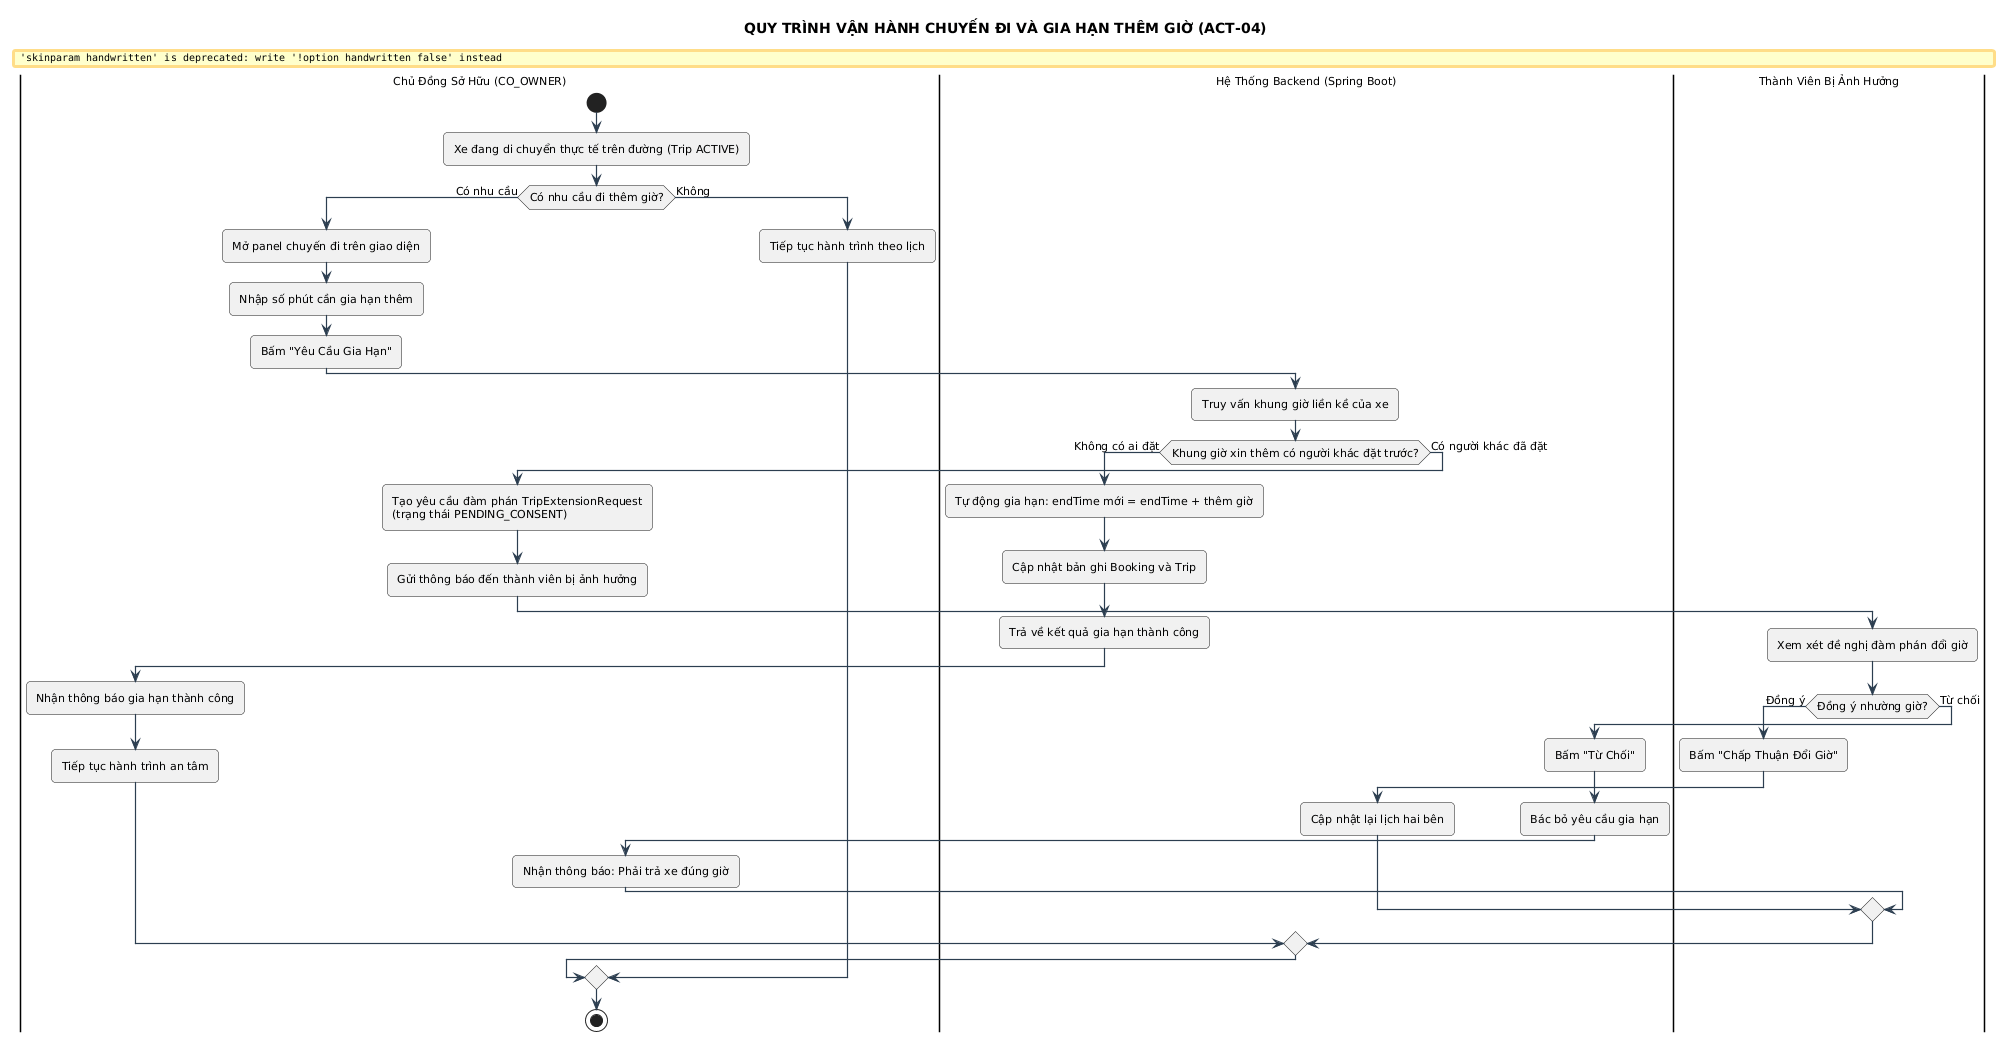 QUY TRÌNH VẬN HÀNH CHUYẾN ĐI VÀ GIA HẠN THÊM GIỜ (ACT-04)
'skinparam handwritten' is deprecated: write '!option handwritten false' instead
Chủ Đồng Sở Hữu (CO_OWNER)
Hệ Thống Backend (Spring Boot)
Thành Viên Bị Ảnh Hưởng
Xe đang di chuyển thực tế trên đường (Trip ACTIVE)
Có nhu cầu
Có nhu cầu đi thêm giờ?
Không
Mở panel chuyến đi trên giao diện
Tiếp tục hành trình theo lịch
Nhập số phút cần gia hạn thêm
Bấm "Yêu Cầu Gia Hạn"
Truy vấn khung giờ liền kề của xe
Không có ai đặt
Khung giờ xin thêm có người khác đặt trước?
Có người khác đã đặt
Tạo yêu cầu đàm phán TripExtensionRequest
(trạng thái PENDING_CONSENT)
Tự động gia hạn: endTime mới = endTime + thêm giờ
Gửi thông báo đến thành viên bị ảnh hưởng
Cập nhật bản ghi Booking và Trip
Trả về kết quả gia hạn thành công
Xem xét đề nghị đàm phán đổi giờ
Nhận thông báo gia hạn thành công
Đồng ý
Đồng ý nhường giờ?
Từ chối
Tiếp tục hành trình an tâm
Bấm "Từ Chối"
Bấm "Chấp Thuận Đổi Giờ"
Cập nhật lại lịch hai bên
Bác bỏ yêu cầu gia hạn
Nhận thông báo: Phải trả xe đúng giờ